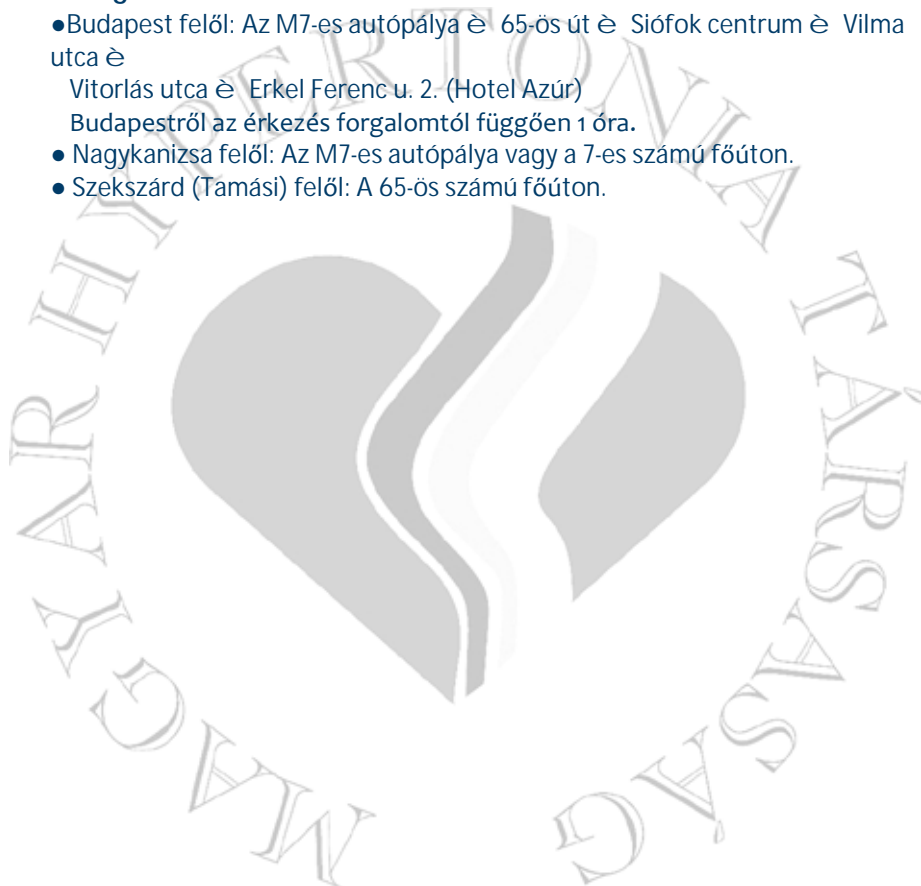 ●Budapest felől: Az M7-es autópálya è 65-ös út è Siófok centrum è Vilma
utca è
Vitorlás utca è Erkel Ferenc u. 2. (Hotel Azúr)
Budapestről az érkezés forgalomtól függően 1 óra.
● Nagykanizsa felől: Az M7-es autópálya vagy a 7-es számú főúton.
● Szekszárd (Tamási) felől: A 65-ös számú főúton.
MAGYAR HYPERTONIA TÁRSASÁG